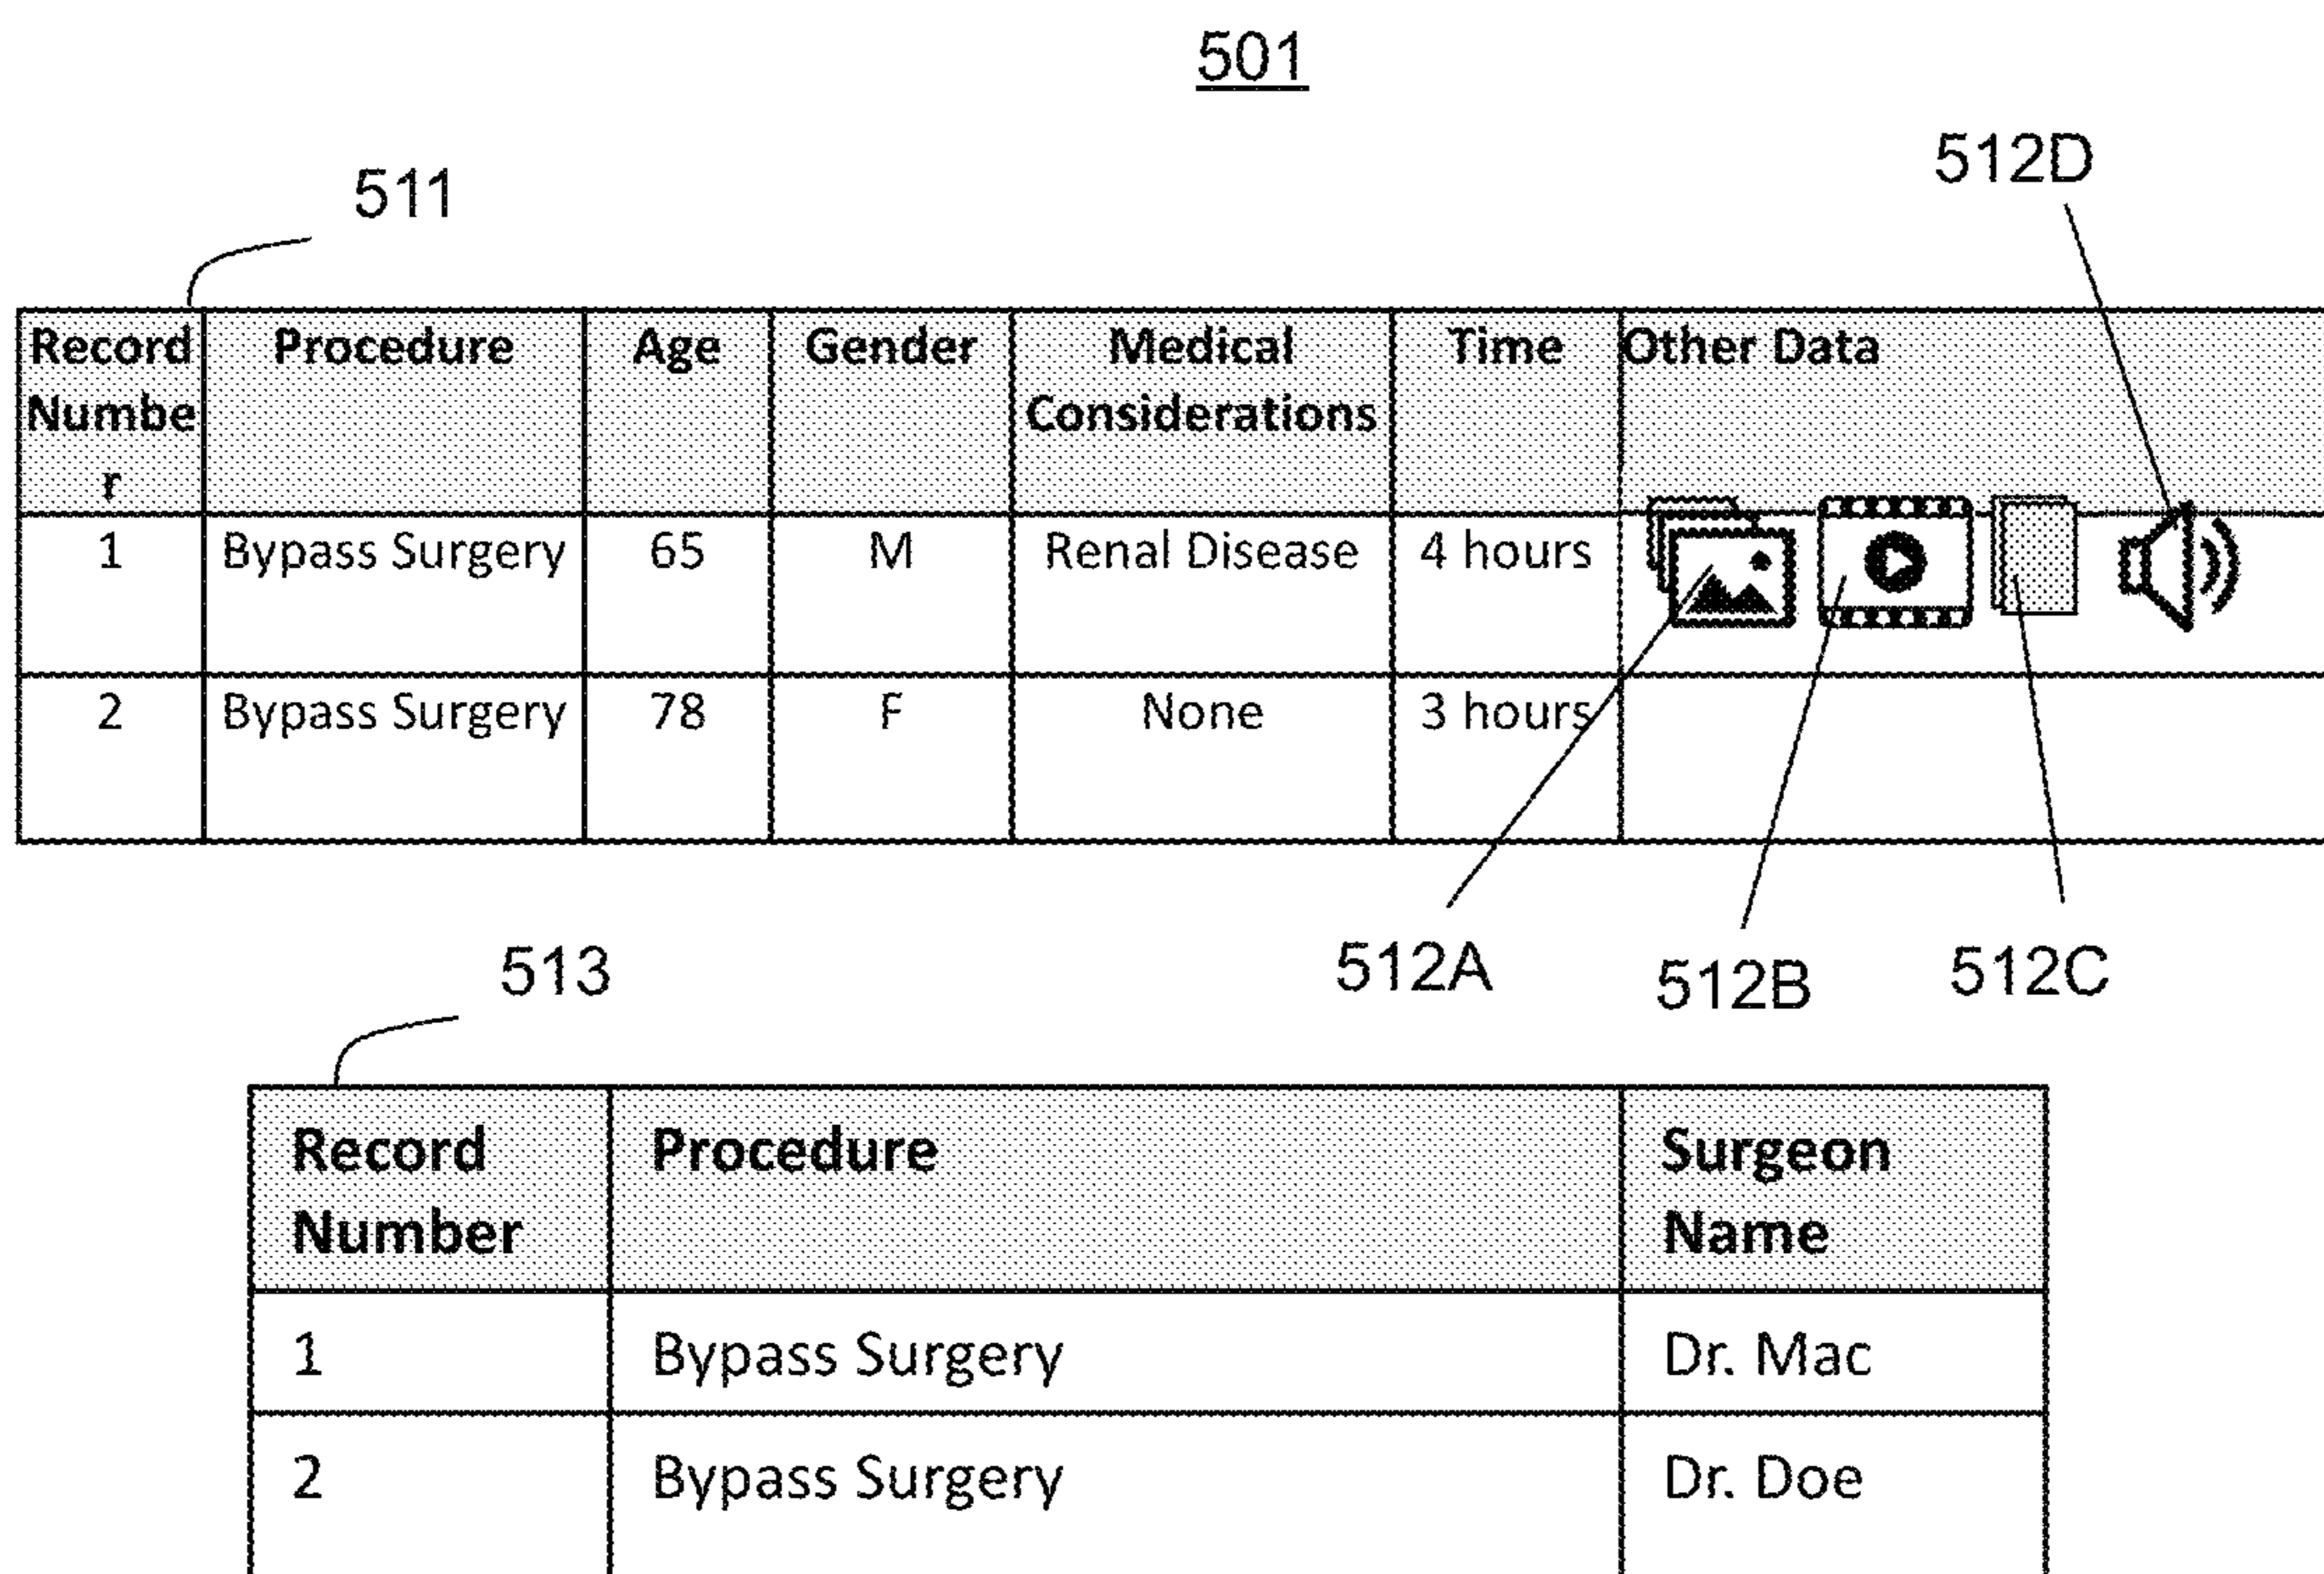 501
512D
511
Record Procedure Age Gender Medical Time Other Data
Numbe Considerations
r
1 Bypass Surgery 65 M Renal Disease 4 hours
2 Bypass Surgery 78 F None 3 hours
512A 512B 512C
513
Record Procedure Surgeon
Number Name
1 Bypass Surgery Dr. Mac
2 Bypass Surgery Dr. Doe